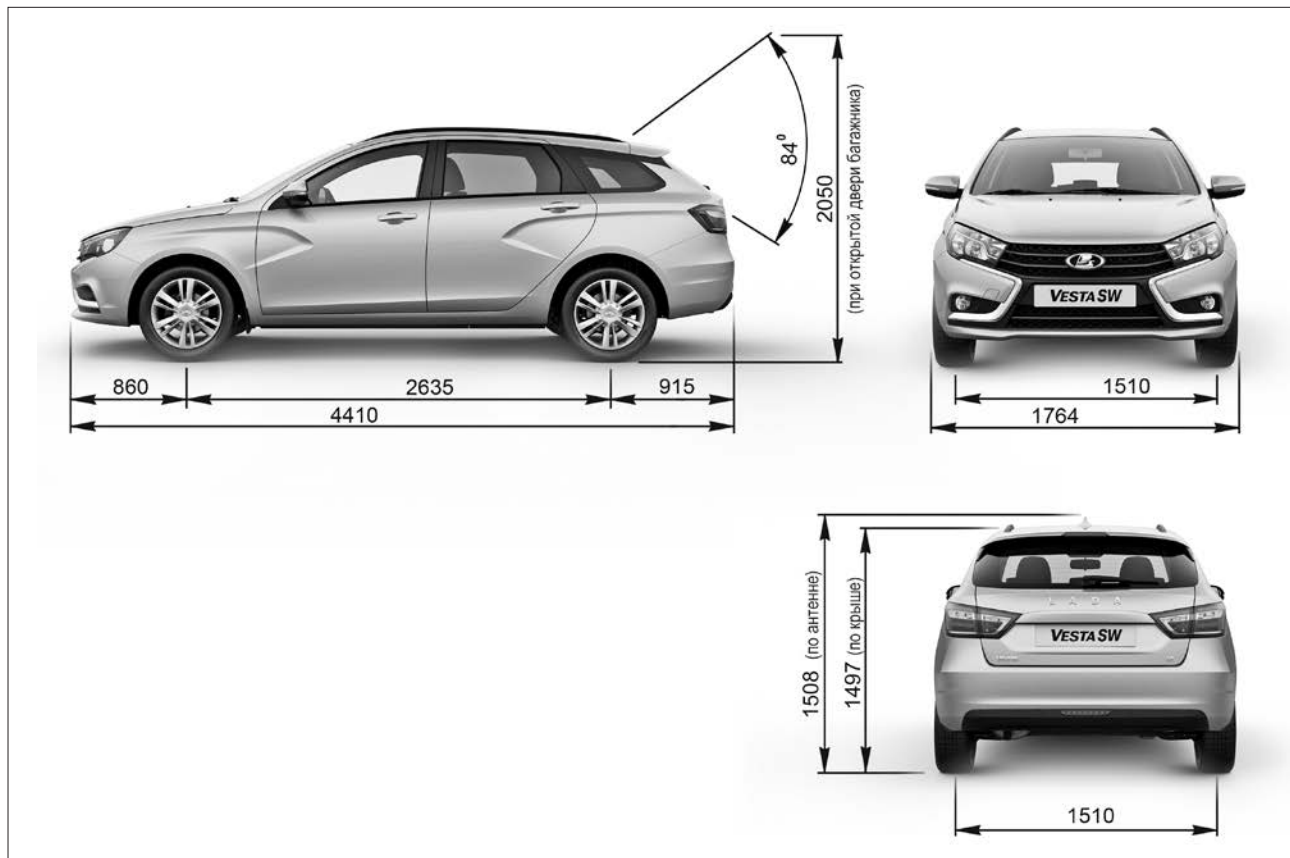 84⁰
2050 (при открытой двери багажника)
860
2635
915
4410
VESTA SW
1510
1764
1508 (по антенне)
1497 (по крыше)
LADA
VESTA SW
1510